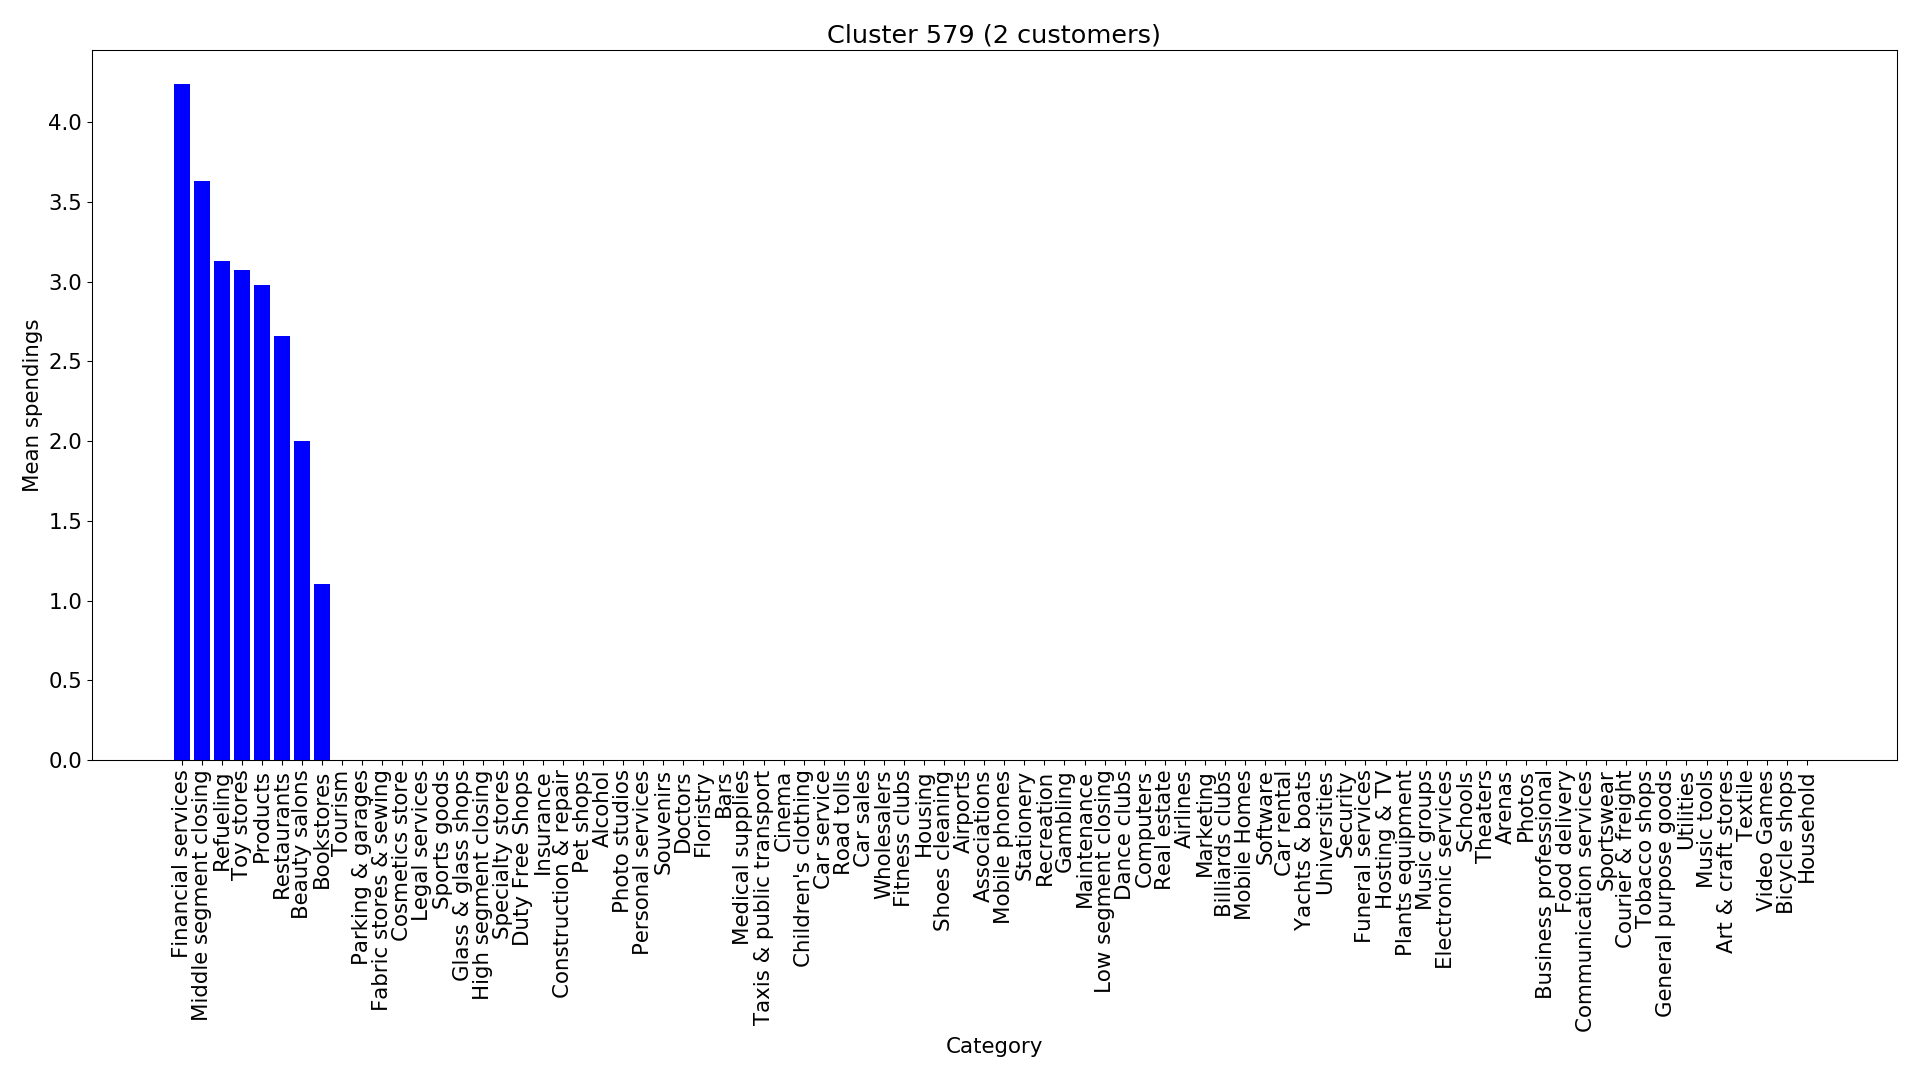 Cluster 579 (2 customers)
Mean spendings
4.0
3.5
3.0
2.5
2.0
1.5
1.0
0.5
0.0
Financial services
Middle segment closing
Refueling
Toy stores
Products
Restaurants
Beauty salons
Bookstores
Tourism
Parking & garages
Fabric stores & sewing
Cosmetics store
Legal services
Sports goods
Glass & glass shops
High segment closing
Specialty stores
Duty Free Shops
Insurance
Construction & repair
Pet shops
Alcohol
Photo studios
Personal services
Souvenirs
Doctors
Floristry
Bars
Medical supplies
Taxis & public transport
Cinema
Children's clothing
Car service
Road tolls
Car sales
Wholesalers
Fitness clubs
Housing
Shoes cleaning
Airports
Associations
Mobile phones
Stationery
Recreation
Gambling
Maintenance
Low segment closing
Dance clubs
Computers
Real estate
Airlines
Marketing
Billiards clubs
Mobile Homes
Software
Car rental
Yachts & boats
Universities
Security
Funeral services
Hosting & TV
Plants equipment
Music groups
Electronic services
Schools
Theaters
Arenas
Photos
Business professional
Food delivery
Communication services
Sportswear
Courier & freight
Tobacco shops
General purpose goods
Utilities
Music tools
Art & craft stores
Textile
Video Games
Bicycle shops
Household
Category